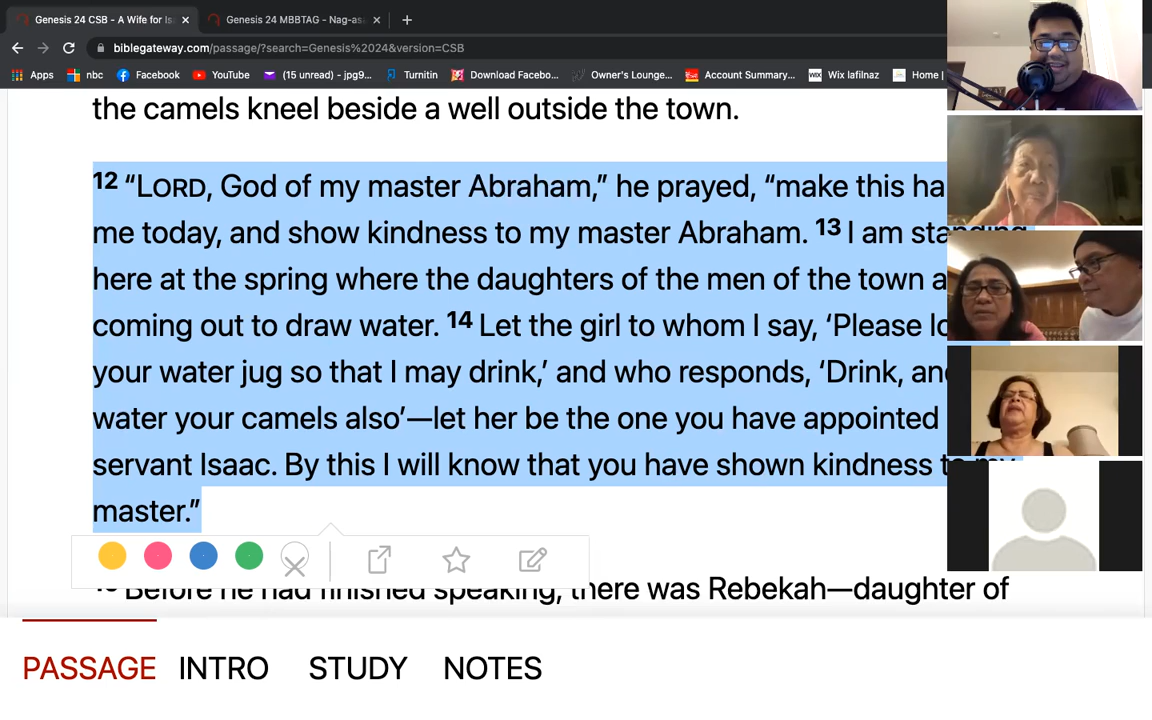 Genesis 24 CSB - A Wife for Is
Genesis 24 MBBTAG - Nag-as
biblegateway.com/passage/?search=Genesis%2024&version=CSB
Apps nbc Facebook YouTube (15 unread) - jpg9... Turnitin Download Facebo... Owner's Lounge... Account Summary... WIX Wix lafilnaz Home |
the camels kneel beside a well outside the town.
12 “LORD, God of my master Abraham,” he prayed, “make this ha
me today, and show kindness to my master Abraham. 13 I am standing
here at the spring where the daughters of the men of the town a
coming out to draw water. 14 Let the girl to whom I say, ‘Please lo
your water jug so that I may drink,’ and who responds, ‘Drink, and
water your camels also’—let her be the one you have appointed
servant Isaac. By this I will know that you have shown kindness to my
master.”
Before he had finished speaking, there was Rebekah—daughter of
PASSAGE INTRO STUDY NOTES